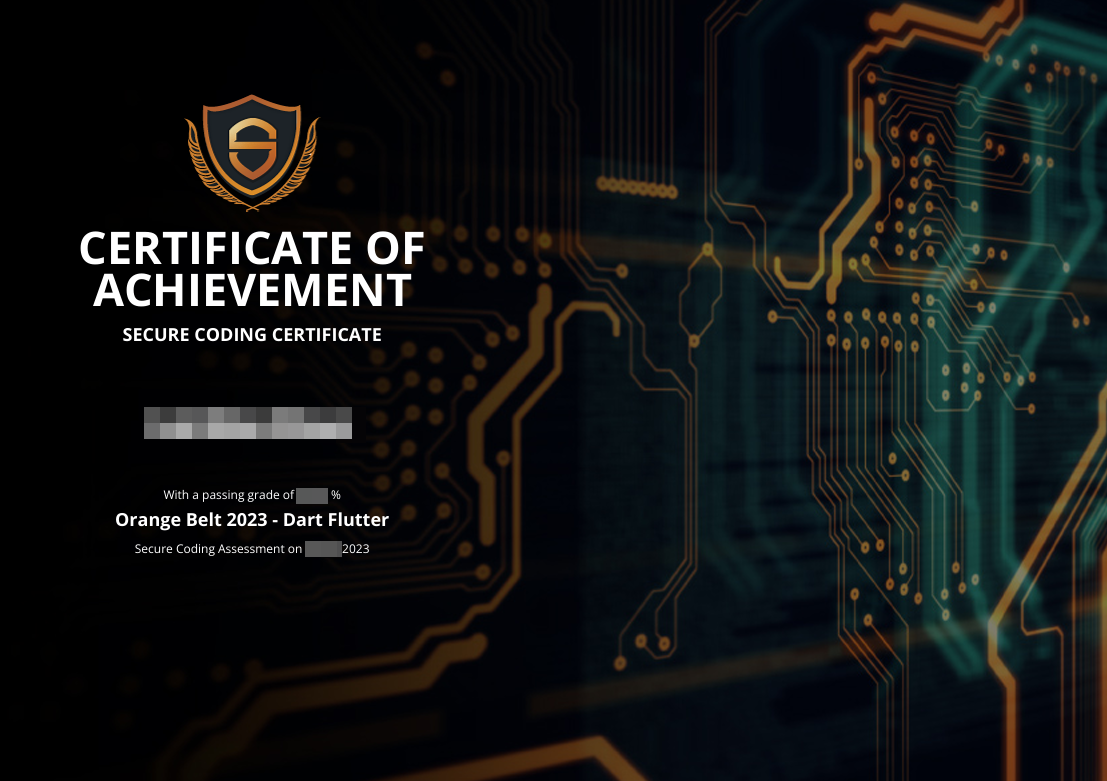 CERTIFICATE OF
ACHIEVEMENT
SECURE CODING CERTIFICATE
With a passing grade of %
Orange Belt 2023 - Dart Flutter
Secure Coding Assessment on 2023